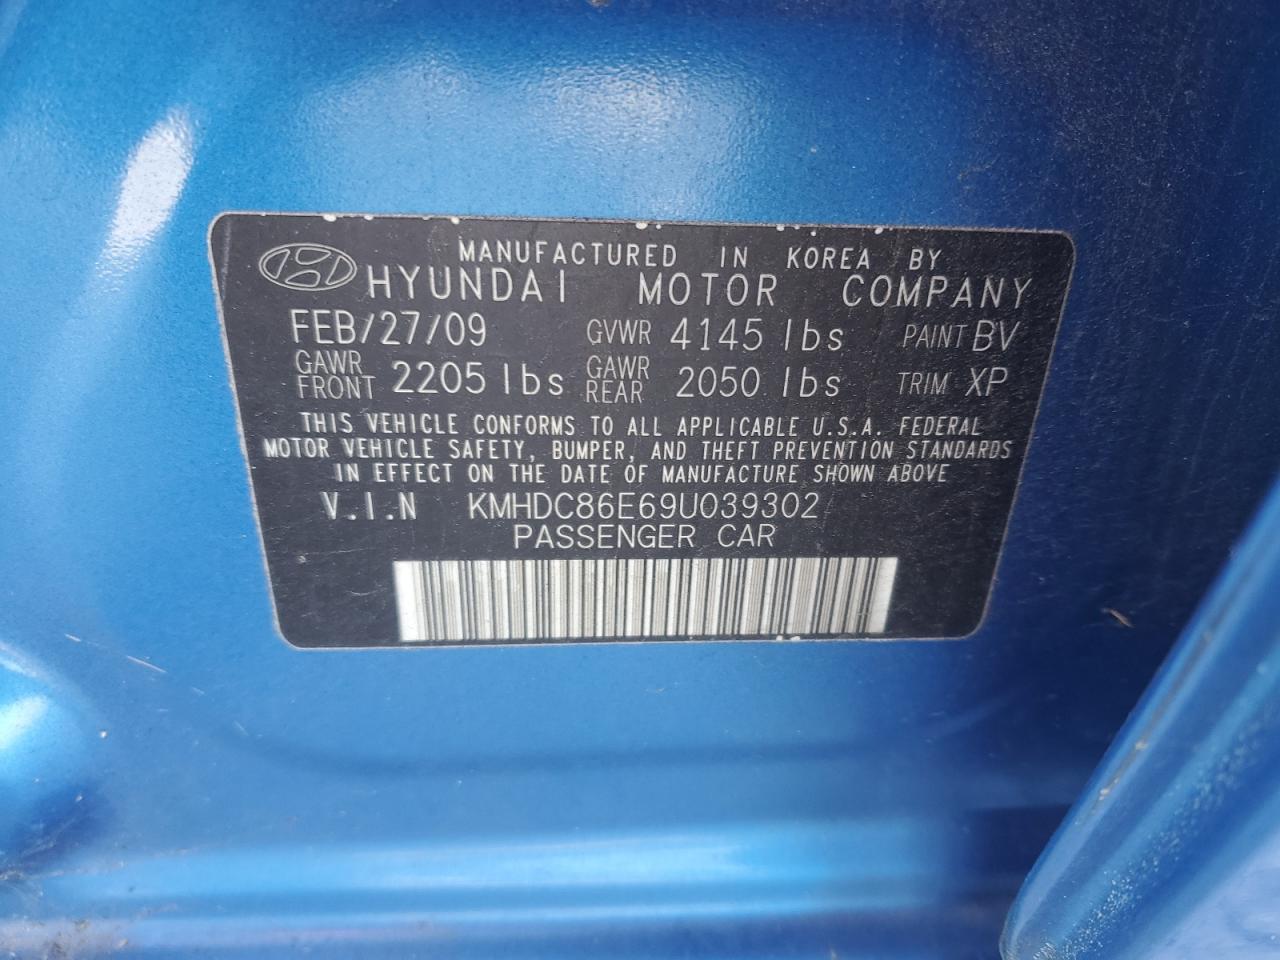 MANUFACTURED IN KOREA BY
HYUNDAI MOTOR COMPANY
FEB/27/09 GVWR 4145 lbs PAINT BV
GAWR FRONT 2205 lbs GAWR REAR 2050 lbs TRIM XP
THIS VEHICLE CONFORMS TO ALL APPLICABLE U.S.A. FEDERAL
MOTOR VEHICLE SAFETY, BUMPER, AND THEFT PREVENTION STANDARDS
IN EFFECT ON THE DATE OF MANUFACTURE SHOWN ABOVE
V.I.N KMHDC86E69U039302
PASSENGER CAR